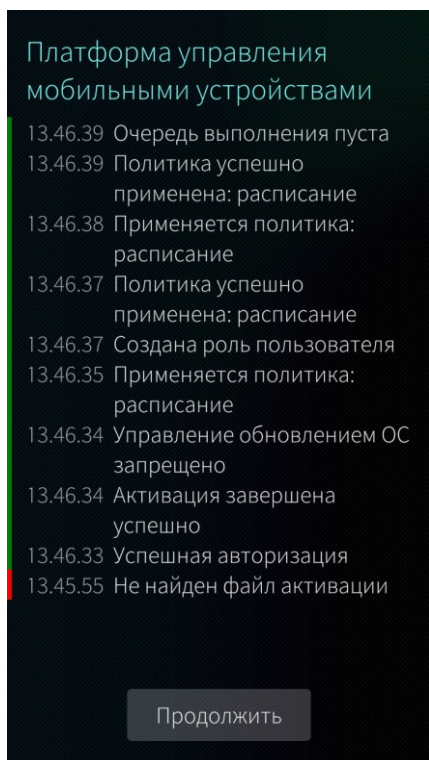 Платформа управления
мобильными устройствами
13.46.39 Очередь выполнения пуста
13.46.39 Политика успешно
применена: расписание
13.46.38 Применяется политика:
расписание
13.46.37 Политика успешно
применена: расписание
13.46.37 Создана роль пользователя
13.46.35 Применяется политика:
расписание
13.46.34 Управление обновлением ОС
запрещено
13.46.34 Активация завершена
успешно
13.46.33 Успешная авторизация
13.45.55 Не найден файл активации
Продолжить